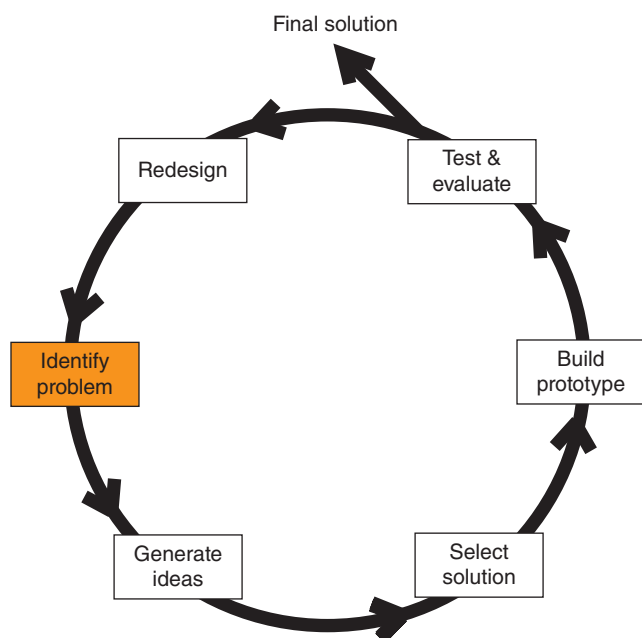 Final solution
Redesign
Test &
evaluate
Identify
problem
Build
prototype
Generate
ideas
Select
solution